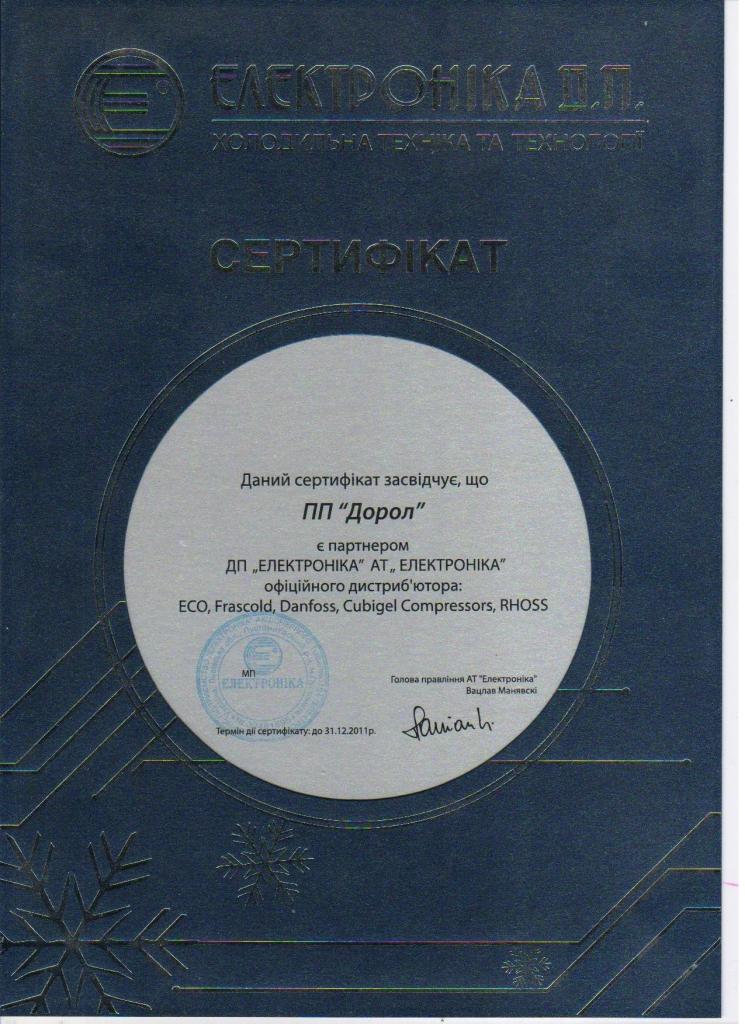 ЕЛЕКТРОНІКА Д.П.
ХОЛОДИЛЬНА ТЕХНІКА ТА ТЕХНОЛОГІЇ
СЕРТИФІКАТ
Даний сертифікат засвідчує, що
ПП “Дорол”
є партнером
ДП „ЕЛЕКТРОНІКА” АТ „ ЕЛЕКТРОНІКА”
офіційного дистриб'ютора:
ECO, Frascold, Danfoss, Cubigel Compressors, RHOSS
МП
ЕЛЕКТРОНІКА
Голова правління АТ "Електроніка"
Вацлав Манявскі
Термін дії сертифікату: до 31.12.2011р.